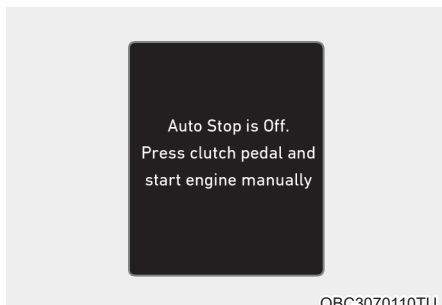 Auto Stop is Off.
Press clutch pedal and
start engine manually
OBC3070110TU